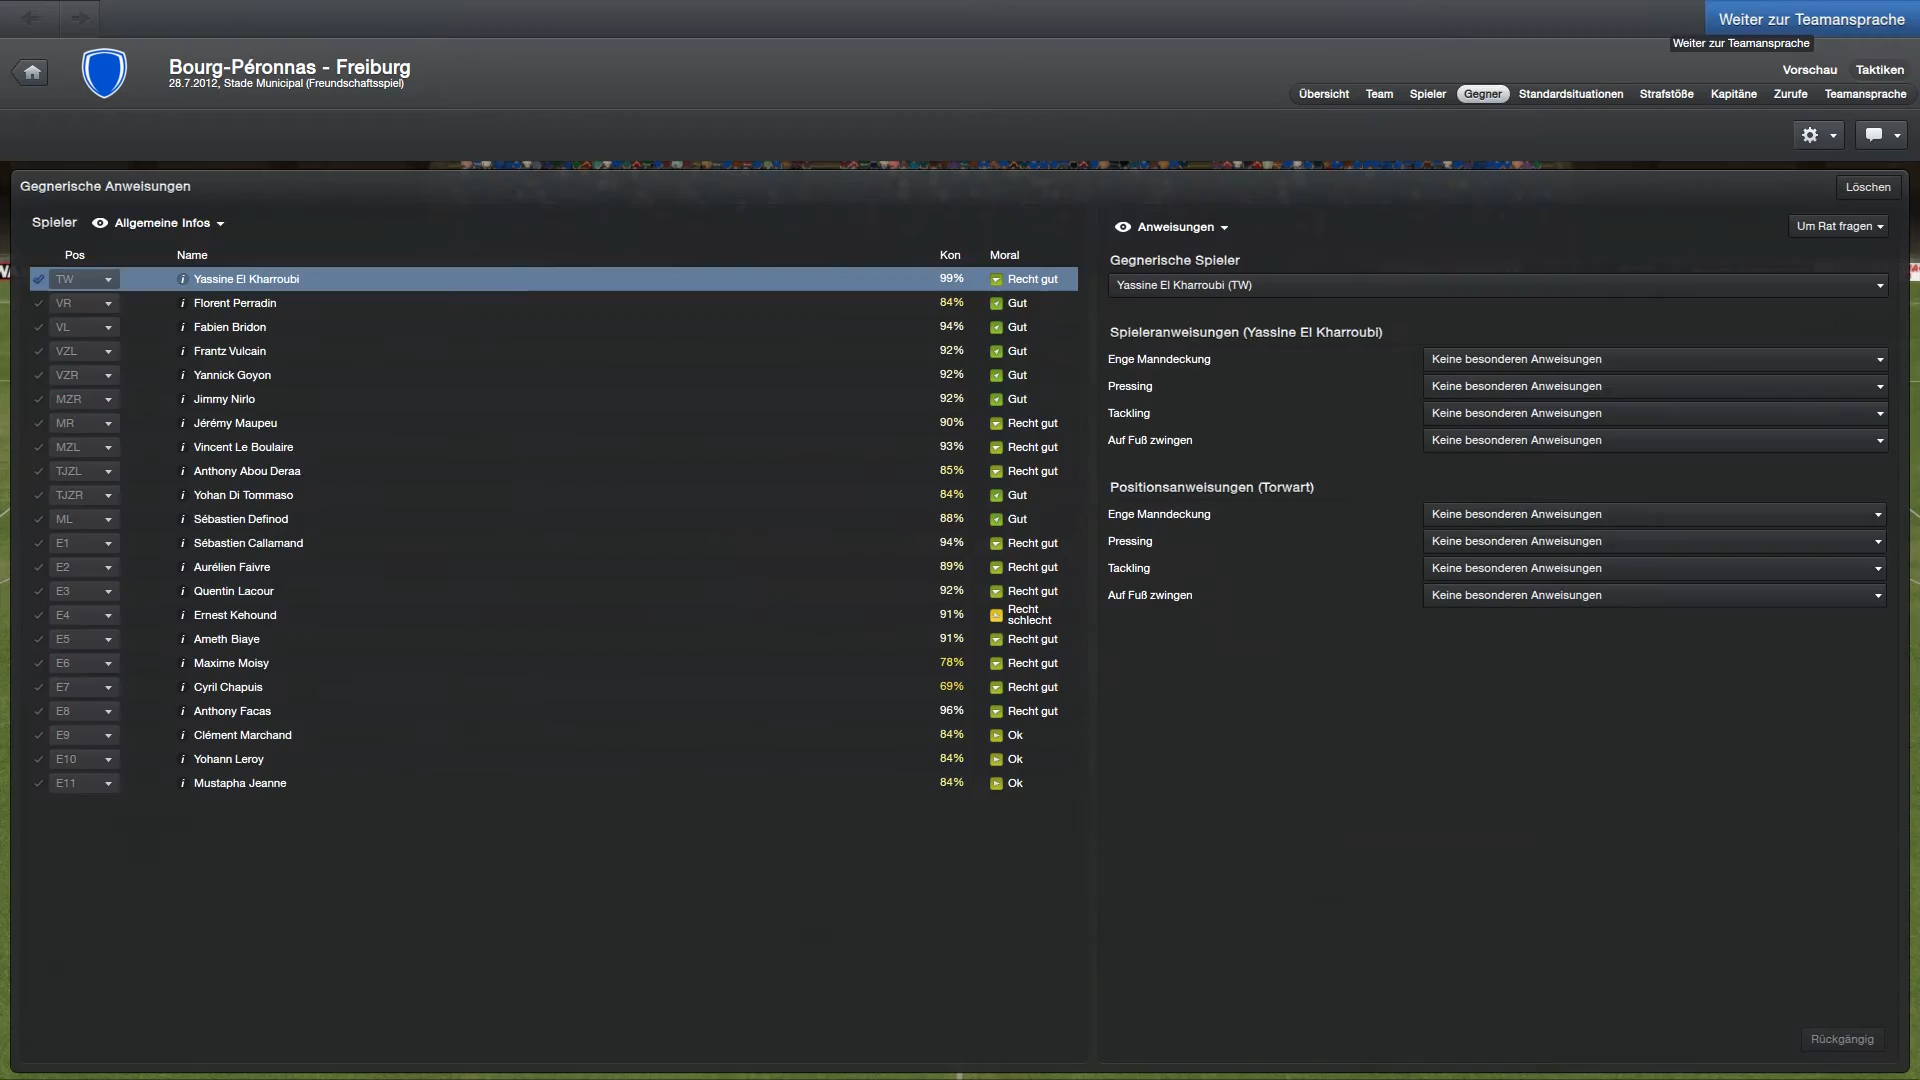 Weiter zur Teamansprache
Weiter zur Teamansprache
Bourg-Péronnas - Freiburg
28.7.2012, Stade Municipal (Freundschaftsspiel)
Vorschau Taktiken
Übersicht Team Spieler Gegner Standardsituationen Strafstöße Kapitäne Zurufe Teamansprache
Gegnerische Anweisungen
Löschen
Spieler Allgemeine Infos
Pos Name Kon Moral
TW Yassine El Kharroubi 99% Recht gut
VR Florent Perradin 84% Gut
VL Fabien Bridon 94% Gut
VZL Frantz Vulcain 92% Gut
VZR Yannick Goyon 92% Gut
MZR Jimmy Nirlo 92% Gut
MR Jérémy Maupeu 90% Recht gut
MZL Vincent Le Boulaire 93% Recht gut
TJZL Anthony Abou Deraa 85% Recht gut
TJZR Yohan Di Tommaso 84% Gut
ML Sébastien Definod 88% Gut
E1 Sébastien Callamand 94% Recht gut
E2 Aurélien Faivre 89% Recht gut
E3 Quentin Lacour 92% Recht gut
E4 Ernest Kehound 91% Recht schlecht
E5 Ameth Biaye 91% Recht gut
E6 Maxime Moisy 78% Recht gut
E7 Cyril Chapuis 69% Recht gut
E8 Anthony Facas 96% Recht gut
E9 Clément Marchand 84% Ok
E10 Yohann Leroy 84% Ok
E11 Mustapha Jeanne 84% Ok
Anweisungen
Um Rat fragen
Gegnerische Spieler
Yassine El Kharroubi (TW)
Spieleranweisungen (Yassine El Kharroubi)
Enge Manndeckung Keine besonderen Anweisungen
Pressing Keine besonderen Anweisungen
Tackling Keine besonderen Anweisungen
Auf Fuß zwingen Keine besonderen Anweisungen
Positionsanweisungen (Torwart)
Enge Manndeckung Keine besonderen Anweisungen
Pressing Keine besonderen Anweisungen
Tackling Keine besonderen Anweisungen
Auf Fuß zwingen Keine besonderen Anweisungen
Rückgängig